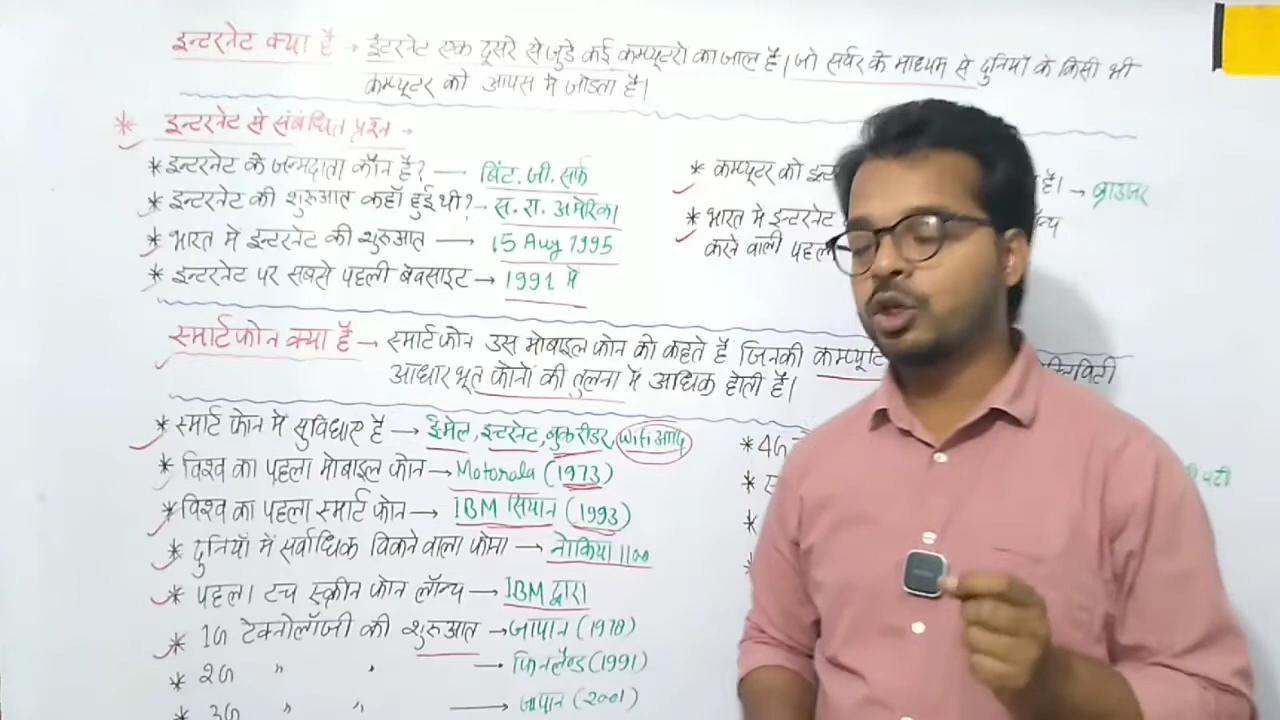 इन्टरनेट क्या है → इंटरनेट एक दूसरे से जुडे कई कम्प्यूटरो का जाल है। जो सर्वर के माध्यम से दुनियाँ के किसी भी
कम्प्यूटर को आपस मे जोडता है।
* इन्टरनेट से संबंधित प्रश्न →
* इन्टरनेट के जन्मदाता कौन है? — बिंट. जी. सर्फ
* इन्टरनेट की शुरुआत कहाँ हुई थी? → स. रा. अमेरिका
* भारत मे इन्टरनेट की शुरुआत — 15 Aug 1995
* इन्टरनेट पर सबसे पहली बेवसाइट → 1991 में
* कम्प्यूटर को है। → ब्राउजर
* भारत मे इन्टरनेट
करने वाली पहली
स्मार्टफोन क्या है → स्मार्टफोन उस मोबाइल फोन को कहते है जिनकी
आधारभूत फोनो की तुलना में अधिक होती है।
* स्मार्ट फोन मे सुविधाए है → ईमेल, इन्टरनेट, बुक रीडर, wifi आदि
* विश्व का पहला मोबाइल फोन → Motorola (1973)
* विश्व का पहला स्मार्ट फोन → IBM सियान (1993)
* दुनियाँ में सर्वाधिक विकने वाला फोना → नोकिया 1100
* पहला टच स्क्रीन फोन लॉन्च → IBM द्वारा
* 1G टेक्नोलॉजी की शुरुआत → जापान (1978)
* 2G " " → फिनलैण्ड (1991)
* 3G " " → जापान (2001)
* 4G
*
*